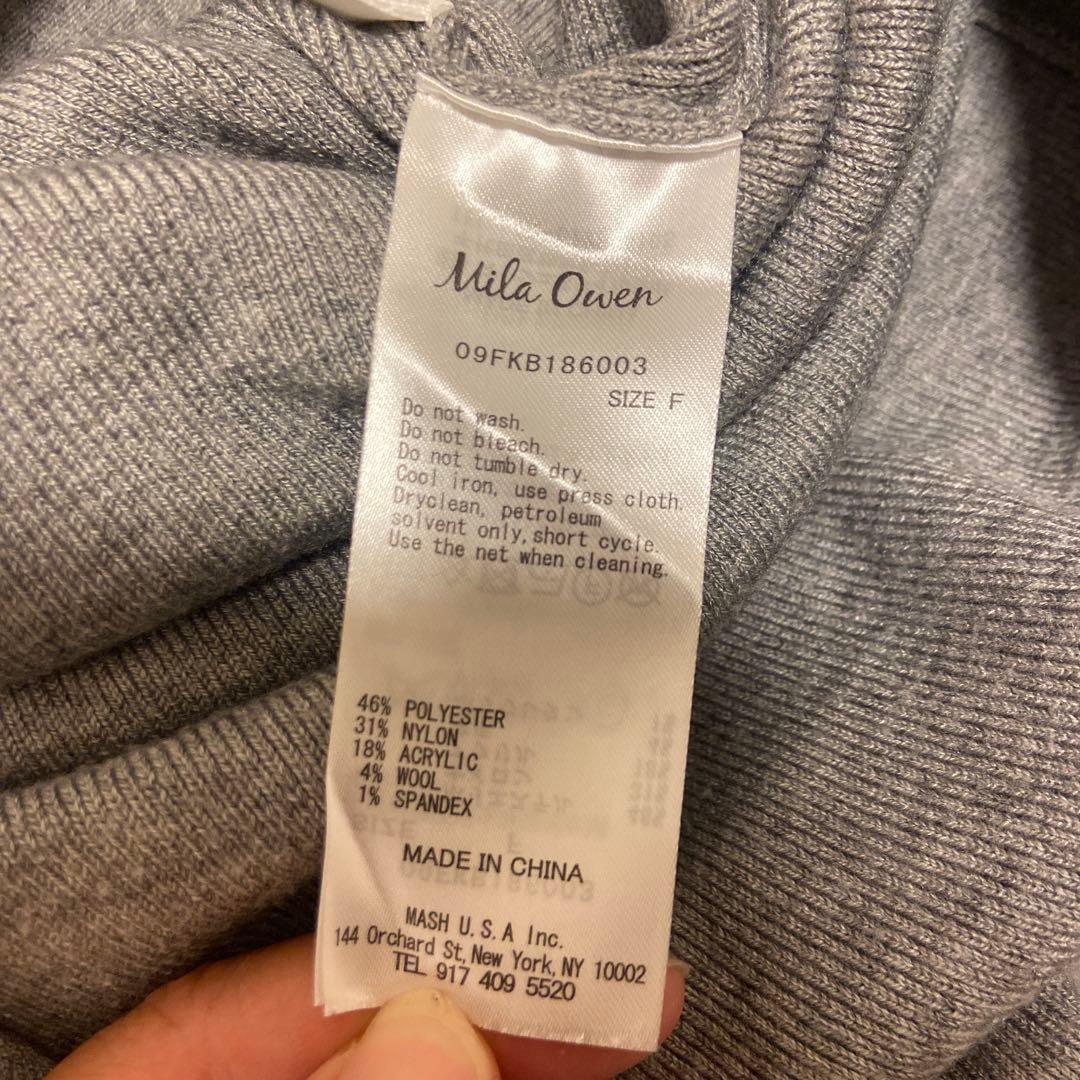 Mila Owen
09FKB186003
SIZE F
Do not wash.
Do not bleach.
Do not tumble dry.
Cool iron, use press cloth.
Dryclean, petroleum
solvent only, short cycle.
Use the net when cleaning.
46% POLYESTER
31% NYLON
18% ACRYLIC
4% WOOL
1% SPANDEX
MADE IN CHINA
MASH U.S.A Inc.
144 Orchard St, New York, NY 10002
TEL 917 409 5520